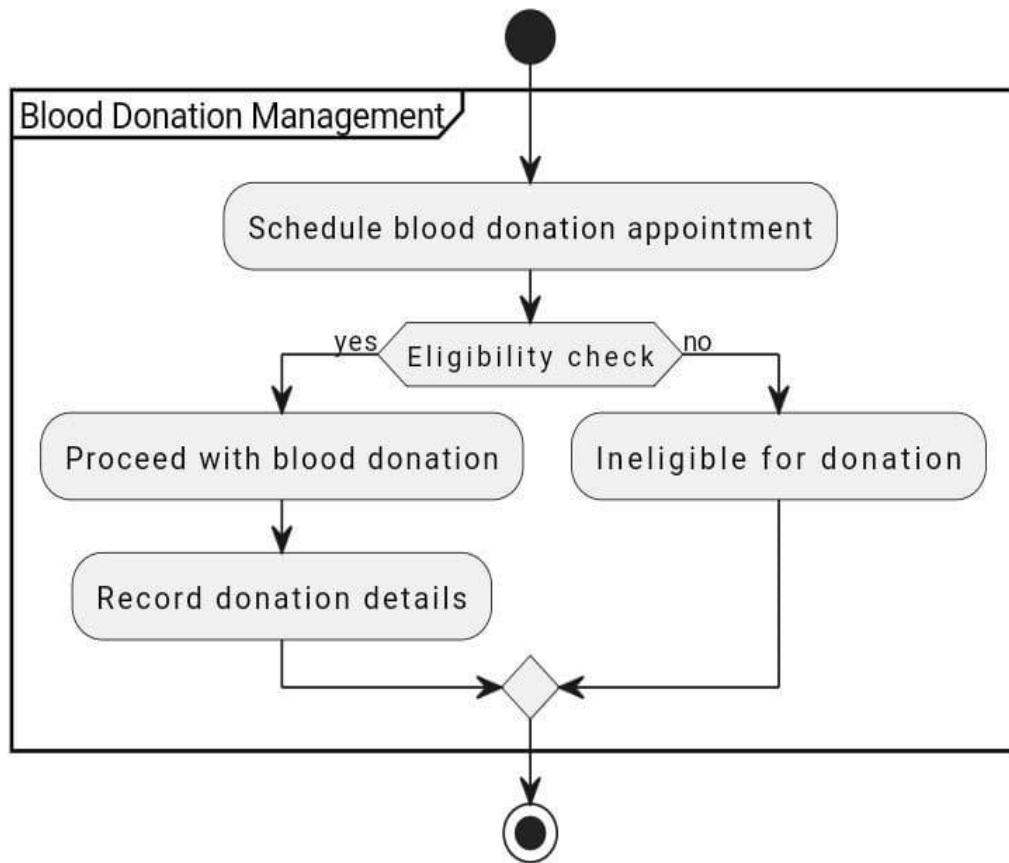 Blood Donation Management
Schedule blood donation appointment
yes
Eligibility check
no
Proceed with blood donation
Ineligible for donation
Record donation details